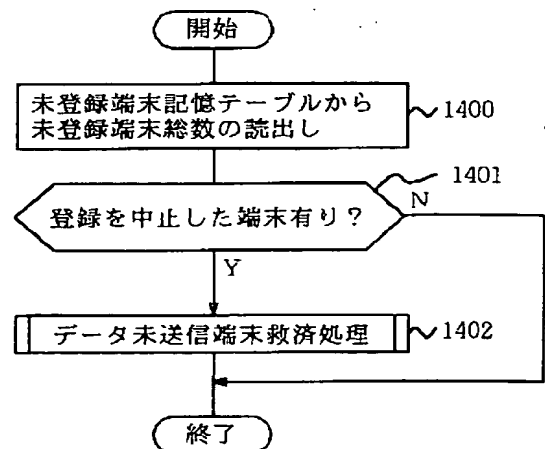 開始
未登録端末記憶テーブルから
未登録端末総数の読出し
1400
1401
登録を中止した端末有り？
N
Y
データ未送信端末救済処理
1402
終了